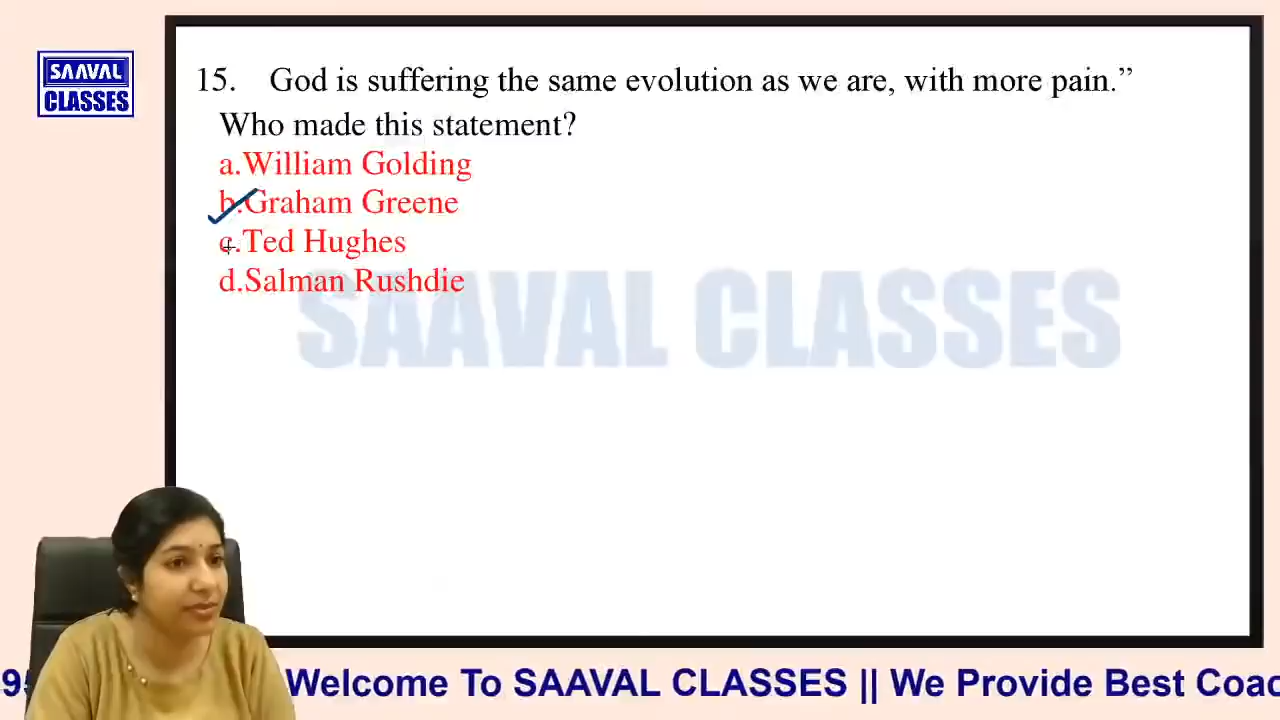 SAAVAL
CLASSES
15. God is suffering the same evolution as we are, with more pain.”
Who made this statement?
a.William Golding
b.Graham Greene
c.Ted Hughes
d.Salman Rushdie
SAAVAL CLASSES
Welcome To SAAVAL CLASSES || We Provide Best